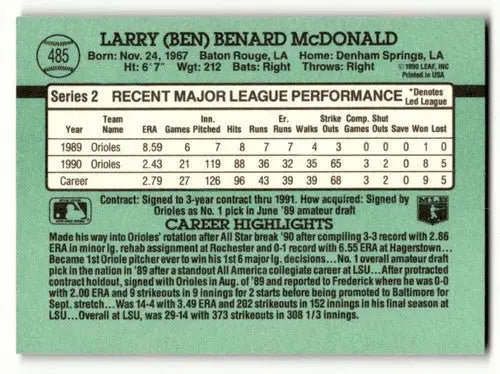 485
LARRY (BEN) BENARD McDONALD
Born: Nov. 24, 1967 Baton Rouge, LA Home: Denham Springs, LA
Ht: 6'7" Wgt: 212 Bats: Right Throws: Right
© 1990 LEAF, INC
Printed in USA
Series 2 RECENT MAJOR LEAGUE PERFORMANCE *Denotes Led League
Year Team Name ERA Games Inn. Pitched Hits Runs Er. Runs Walks Strike Outs Comp. Games Shut Outs Save Won Lost
1989 Orioles 8.59 6 7 8 7 7 4 3 0 0 0 1 0
1990 Orioles 2.43 21 119 88 36 32 35 65 3 2 0 8 5
Career 2.79 27 126 96 43 39 39 68 3 2 0 9 5
Contract: Signed to 3-year contract thru 1991. How acquired: Signed by
Orioles as No. 1 pick in June '89 amateur draft
CAREER HIGHLIGHTS
Made his way into Orioles' rotation after All Star break '90 after compiling 3-3 record with 2.86
ERA in minor lg. rehab assignment at Rochester and 0-1 record with 6.55 ERA at Hagerstown...
Became 1st Oriole pitcher ever to win his 1st 6 major lg. decisions... No. 1 overall amateur draft
pick in the nation in '89 after a standout All America collegiate career at LSU... After protracted
contract holdout, signed with Orioles in Aug. of '89 and reported to Frederick where he was 0-0
with 2.00 ERA and 9 strikeouts in 9 innings for 2 starts before being promoted to Baltimore for
Sept. stretch... Was 14-4 with 3.49 ERA and 202 strikeouts in 152 innings in his final season at
LSU...Overall at LSU, was 29-14 with 373 strikeouts in 308 1/3 innings.